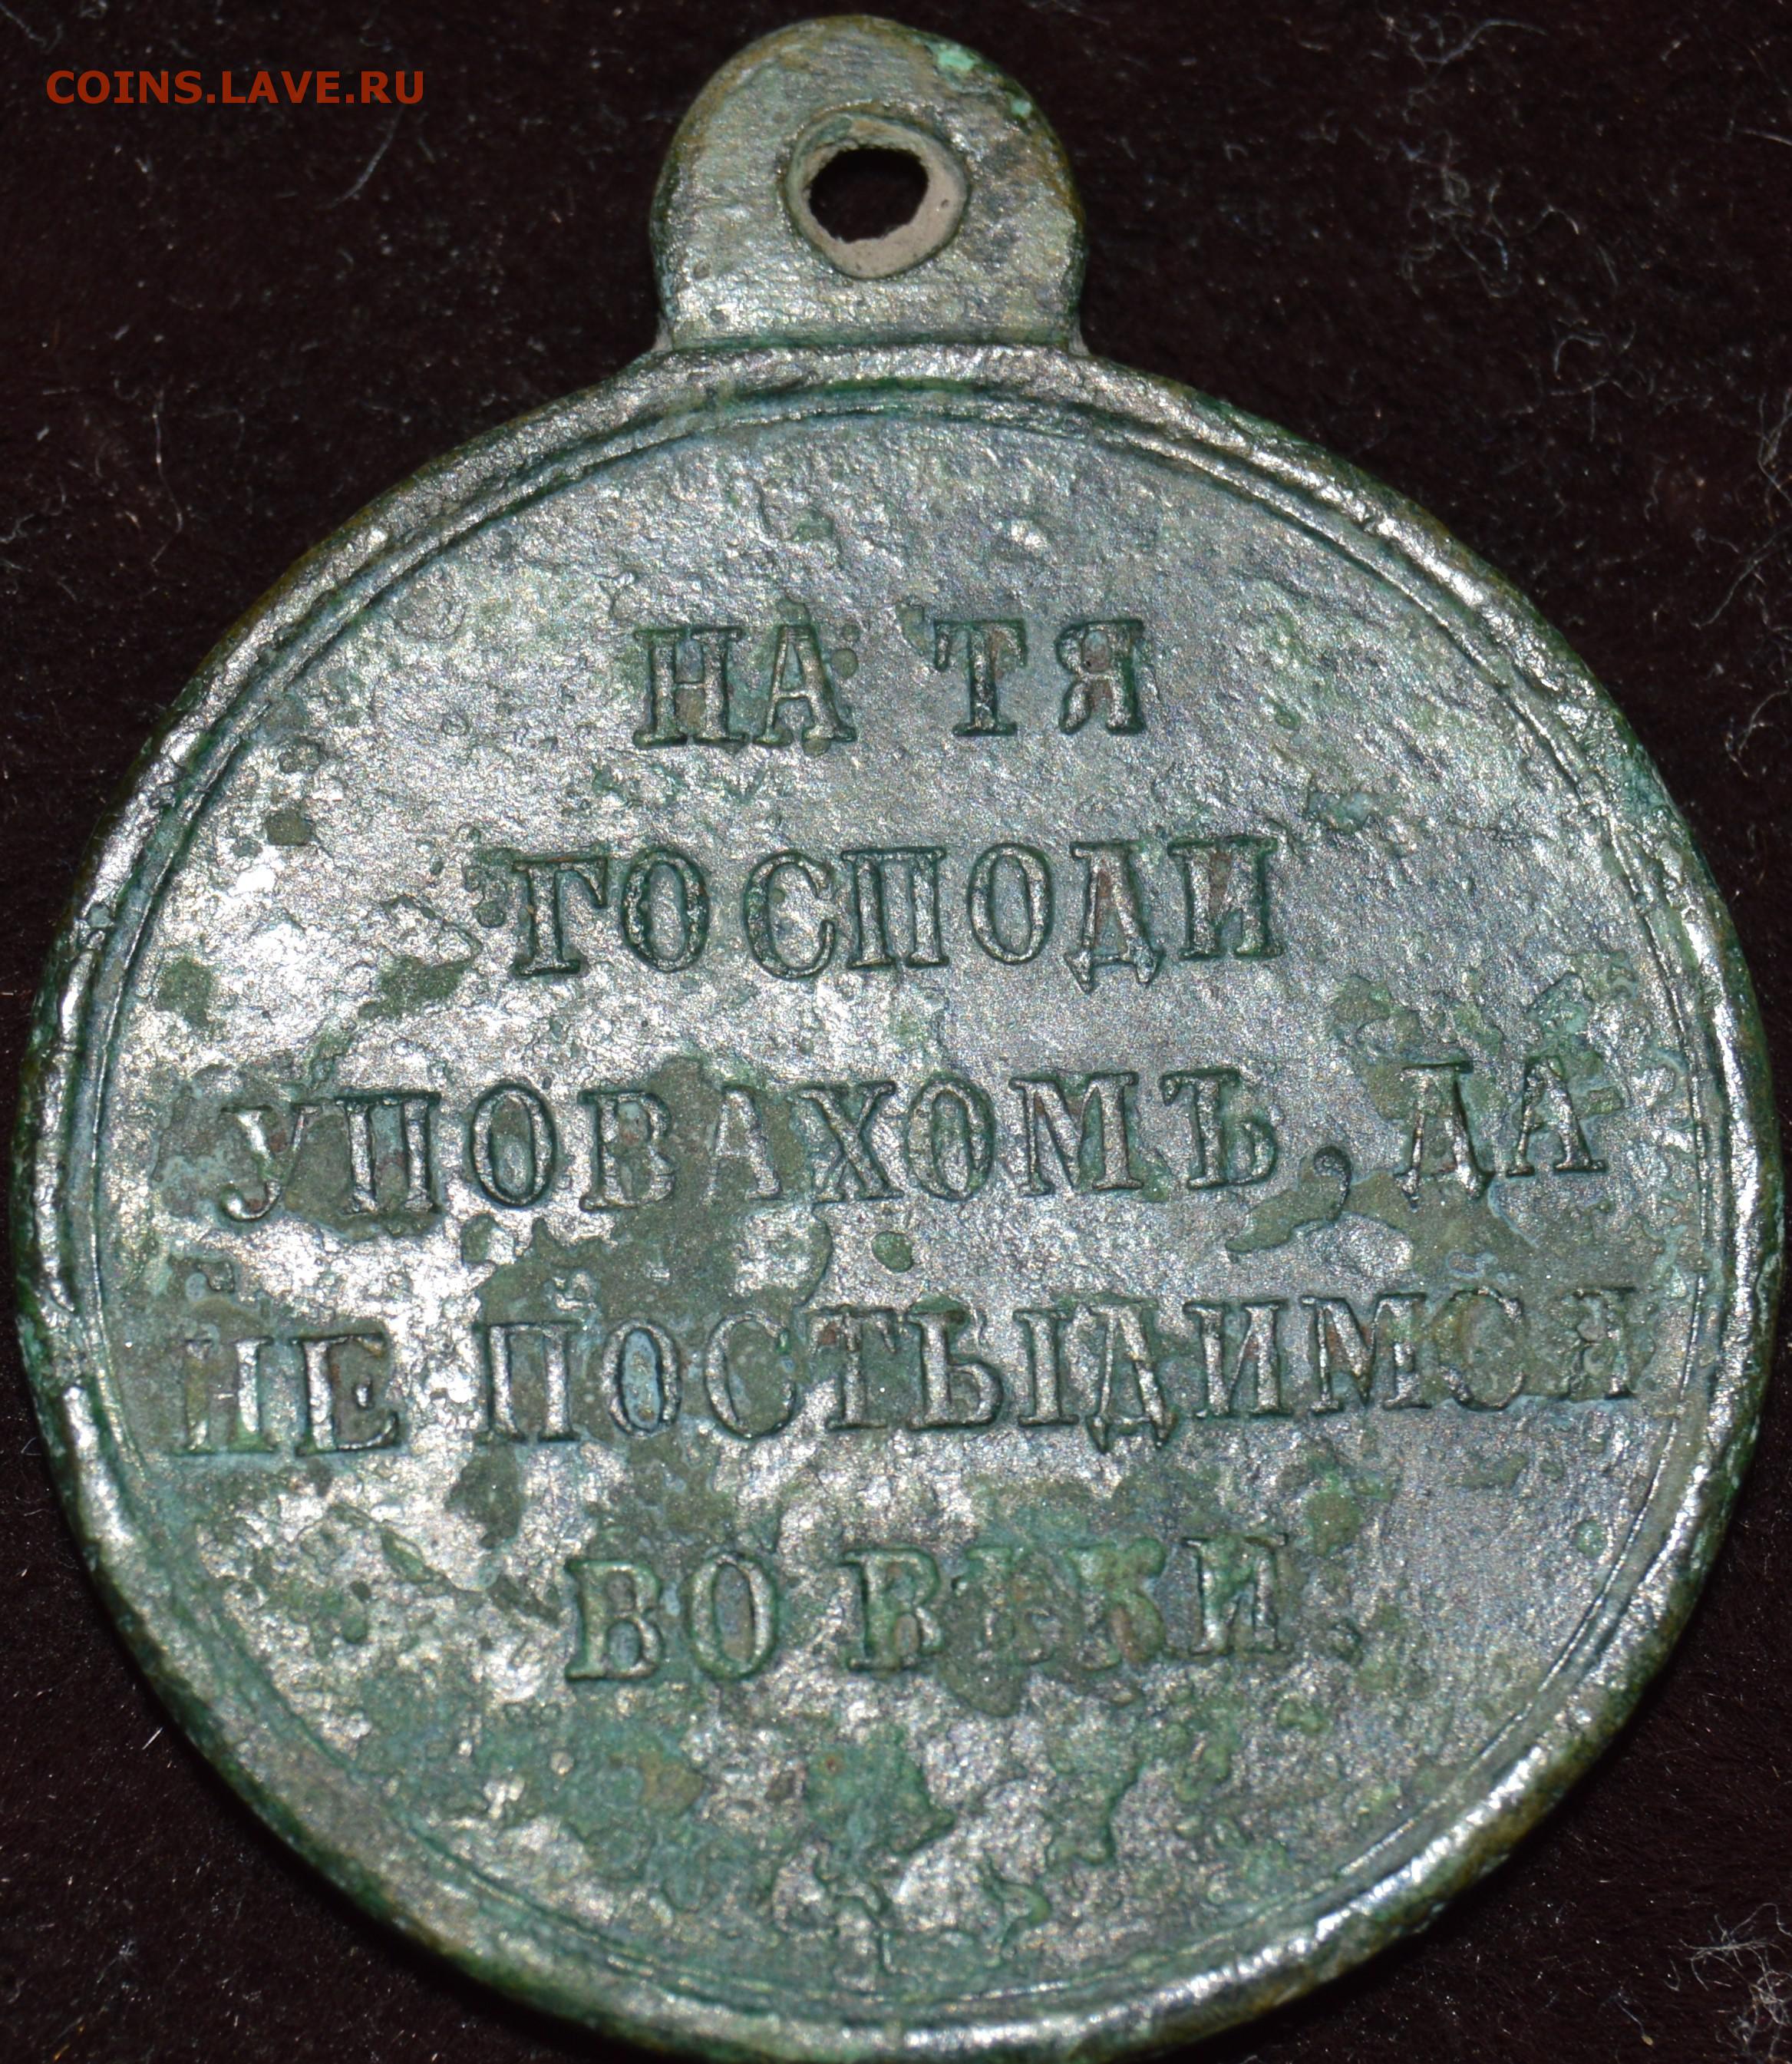 COINS.LAVE.RU
НА ТЯ
ГОСПОДИ
УПОВАХОМЪ, ДА
НЕ ПОСТЫДИМСЯ
ВО ВѢКИ.